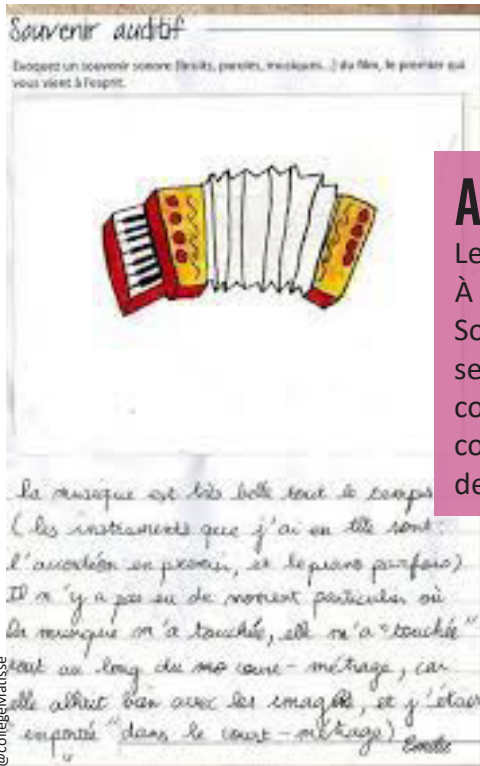 Souvenir auditif
Evoquez un souvenir sonore (bruits, paroles, musiques...) du film, le premier qui
vous vient à l'esprit.
A
Le
À
So
se
co
co
de
La musique est très belle tout le temps
(les instruments que j'ai en tête sont:
l'accordéon en premier, et le piano parfois)
Il n'y a pas eu de moment particulier où
la musique m'a touchée, elle m'a "touchée"
tout au long du court-métrage, car
elle allait bien avec les images, et j'étais
"emportée" dans le court-métrage)
Emilie
@collègeMatisse